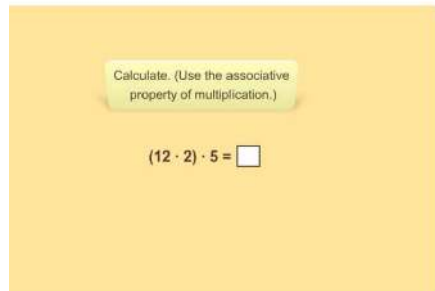 Calculate. (Use the associative
property of multiplication.)
(12 · 2) · 5 =